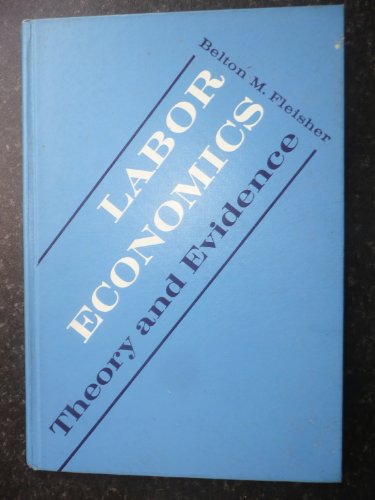 Belton M. Fleisher
LABOR
ECONOMICS
Theory and Evidence